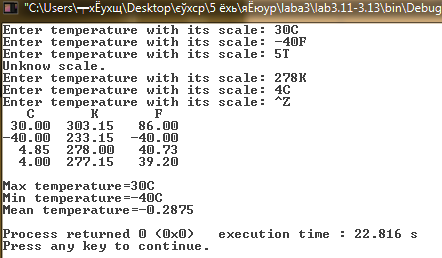 "C:\Users\━хЁухщ\Desktop\єўхср\5 ёхь\яЁюур\laba3\lab3.11-3.13\bin\Debug
Enter temperature with its scale: 30C
Enter temperature with its scale: -40F
Enter temperature with its scale: 5T
Unknow scale.
Enter temperature with its scale: 278K
Enter temperature with its scale: 4C
Enter temperature with its scale: ^Z
C K F
30.00 303.15 86.00
-40.00 233.15 -40.00
4.85 278.00 40.73
4.00 277.15 39.20
Max temperature=30C
Min temperature=-40C
Mean temperature=-0.2875
Process returned 0 (0x0) execution time : 22.816 s
Press any key to continue.